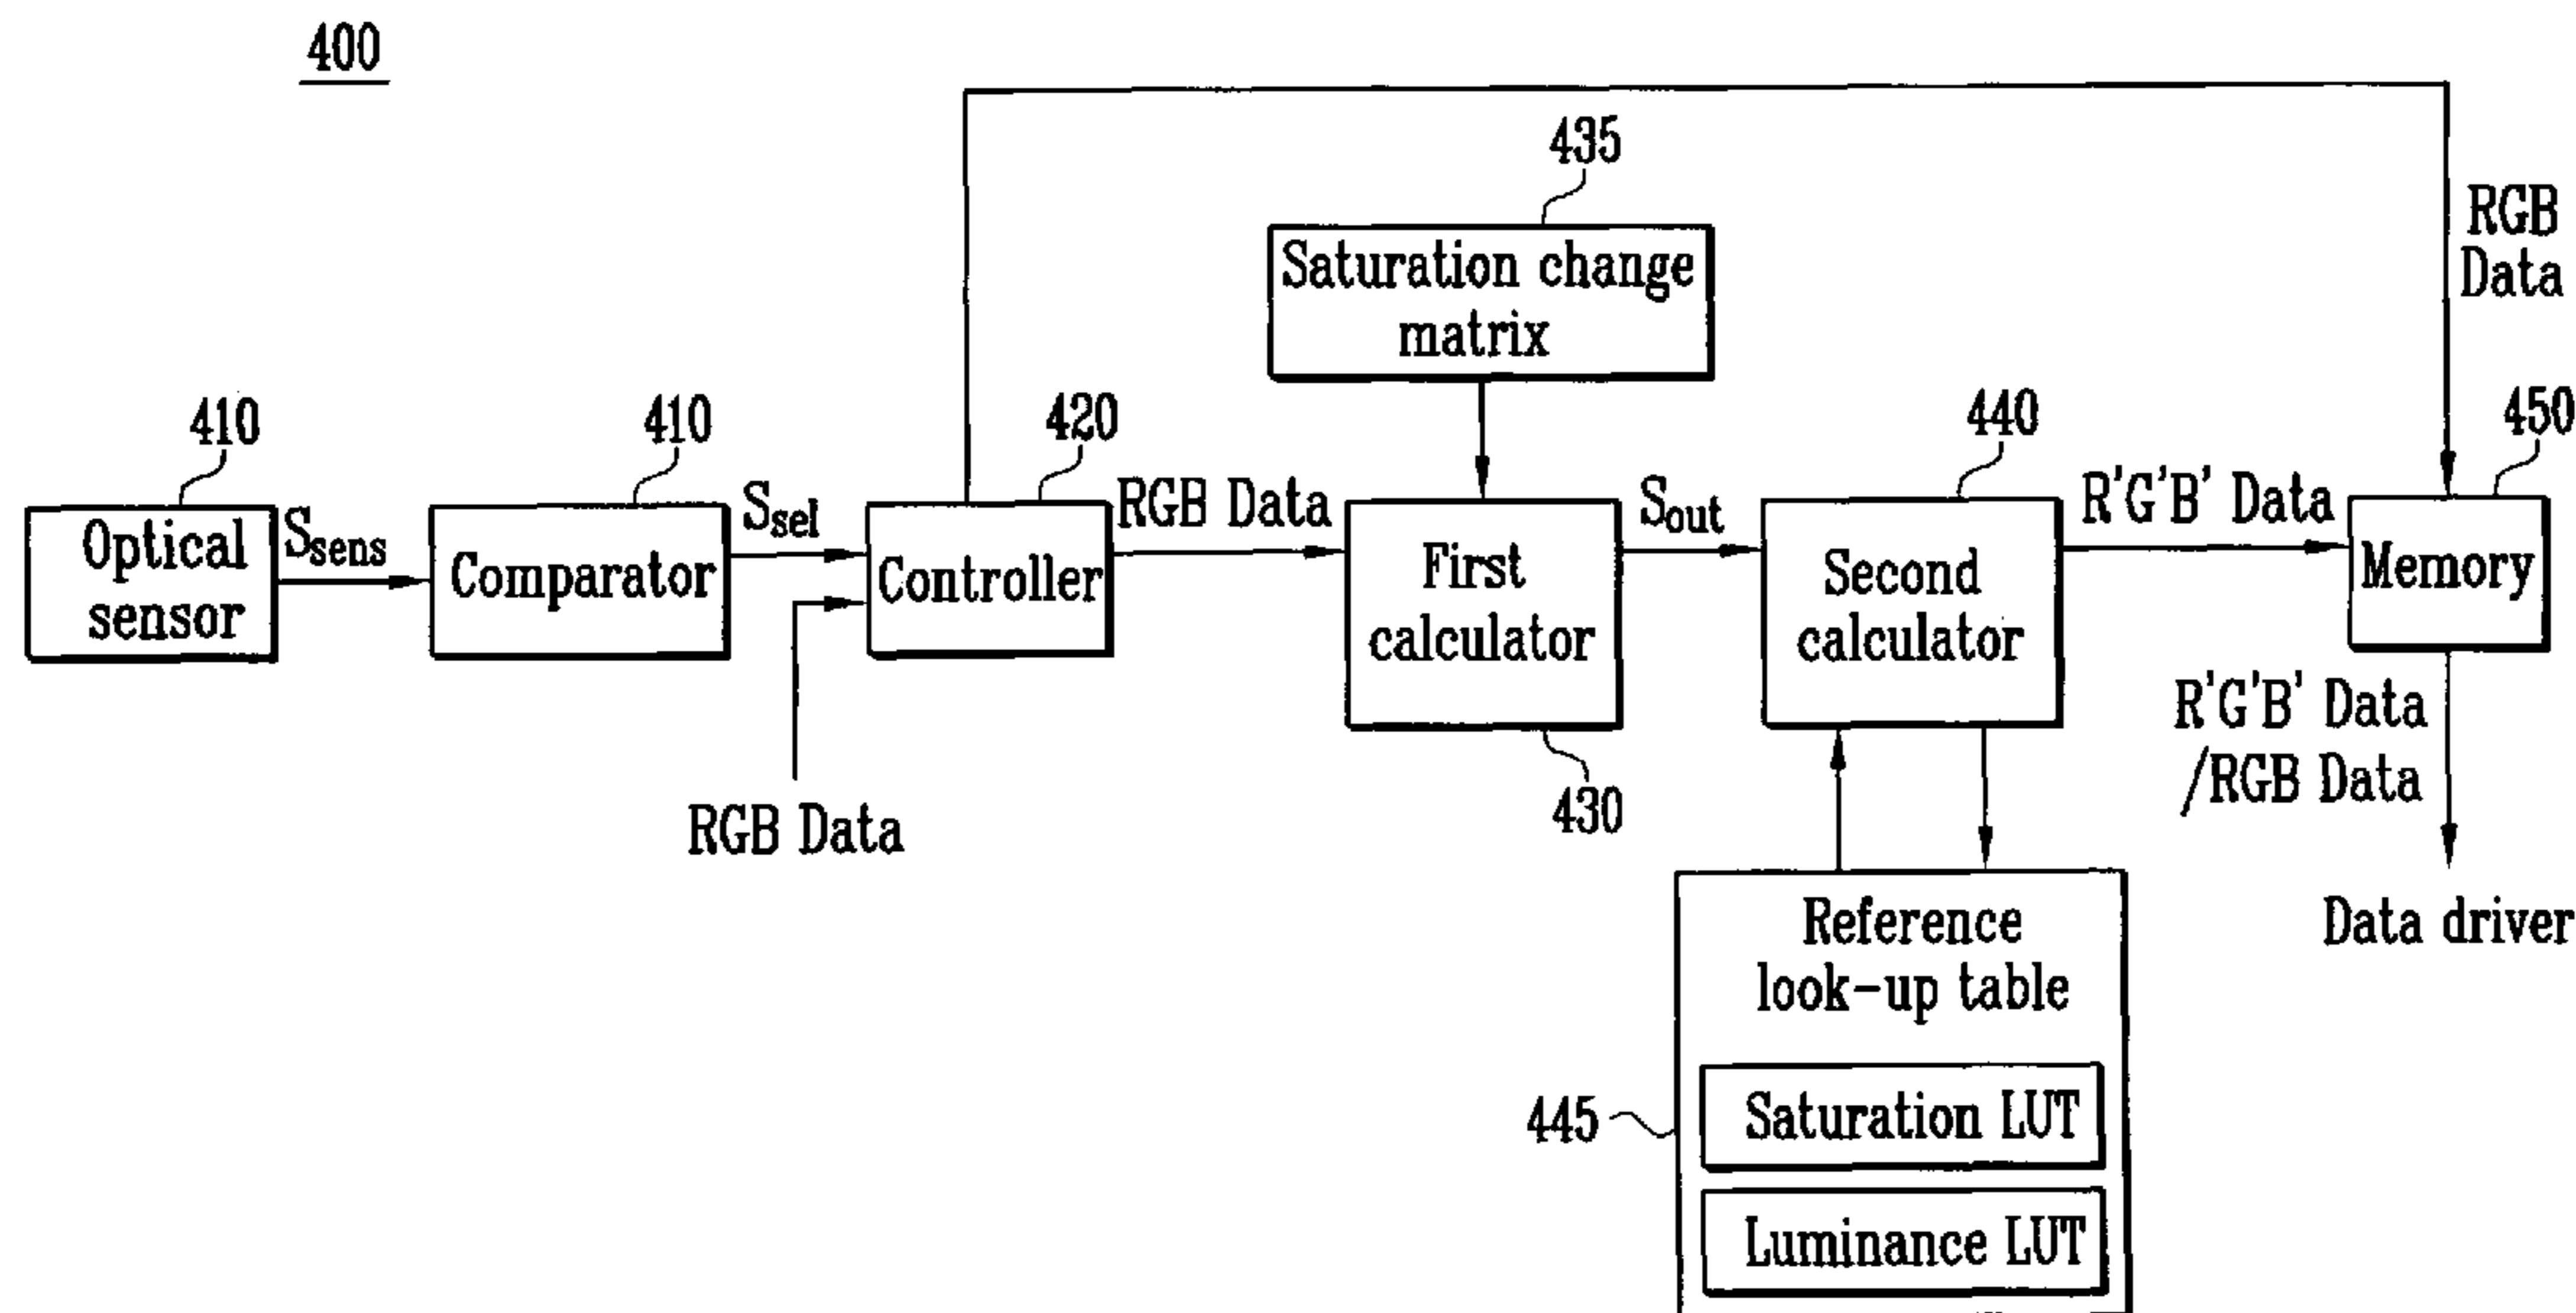 400
435
Saturation change
matrix
RGB
Data
410
410
420
440
450
Optical
sensor
Ssens
Comparator
Ssel
Controller
RGB Data
First
calculator
Sout
Second
calculator
R'G'B' Data
Memory
RGB Data
430
R'G'B' Data
/RGB Data
Data driver
Reference
look-up table
445
Saturation LUT
Luminance LUT